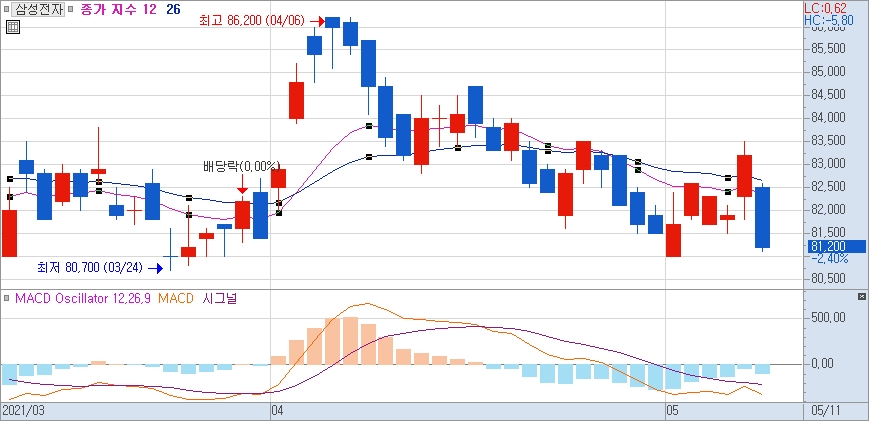 삼성전자 종가 지수 12 26
LC:0,62
HC:-5,80
최고 86,200 (04/06)
86,000
85,500
85,000
84,500
84,000
83,500
배당락(0,00%)
83,000
82,500
82,000
81,500
81,200
-2,40%
최저 80,700 (03/24)
80,500
MACD Oscillator 12,26,9 MACD 시그널
500,00
0,00
2021/03 04 05 05/11